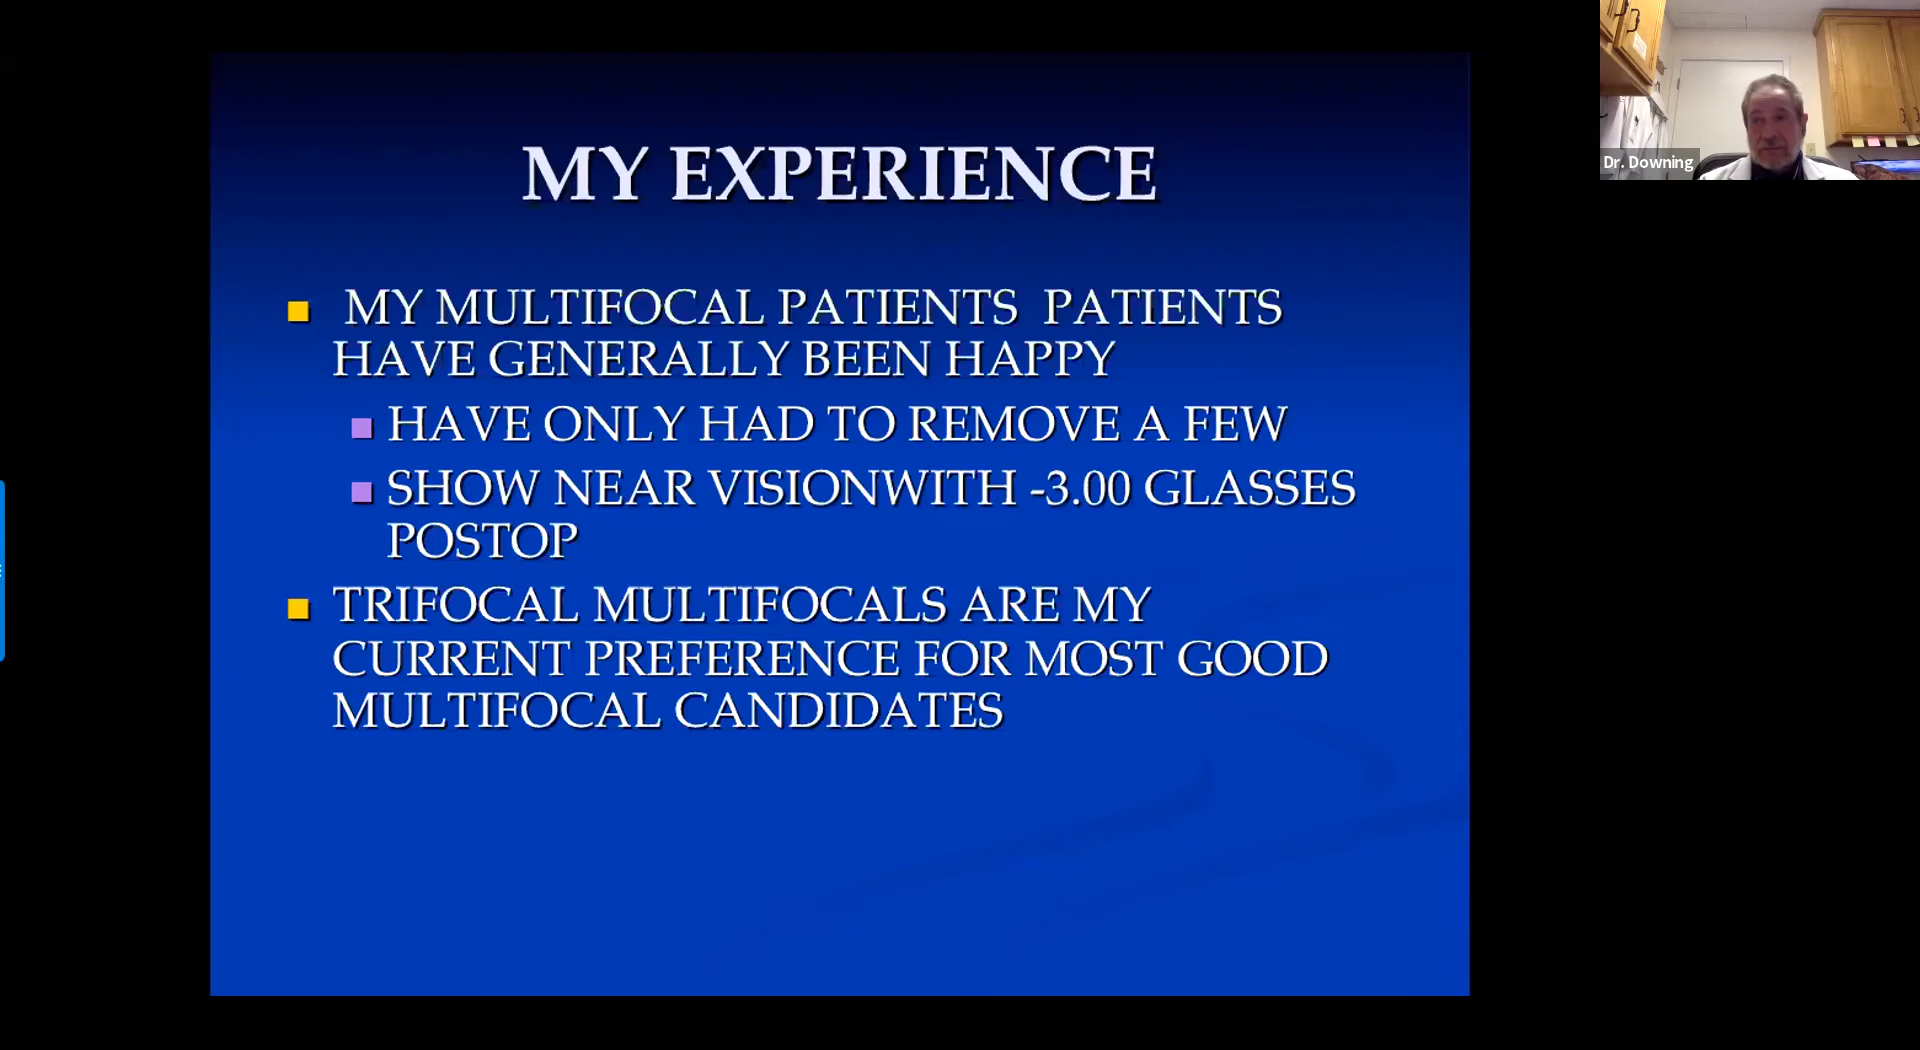 MY EXPERIENCE
MY MULTIFOCAL PATIENTS PATIENTS
HAVE GENERALLY BEEN HAPPY
HAVE ONLY HAD TO REMOVE A FEW
SHOW NEAR VISIONWITH -3.00 GLASSES
POSTOP
TRIFOCAL MULTIFOCALS ARE MY
CURRENT PREFERENCE FOR MOST GOOD
MULTIFOCAL CANDIDATES
Dr. Downing